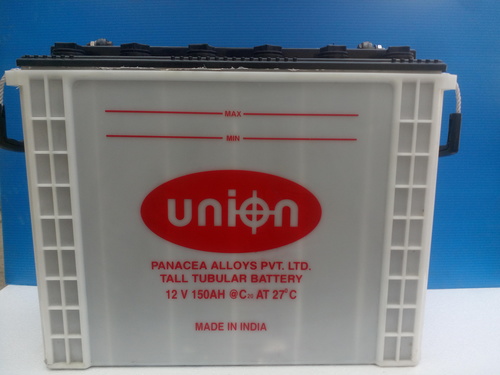 MAX
MIN
union
PANACEA ALLOYS PVT. LTD.
TALL TUBULAR BATTERY
12 V 150AH @C₂₀ AT 27°C
MADE IN INDIA